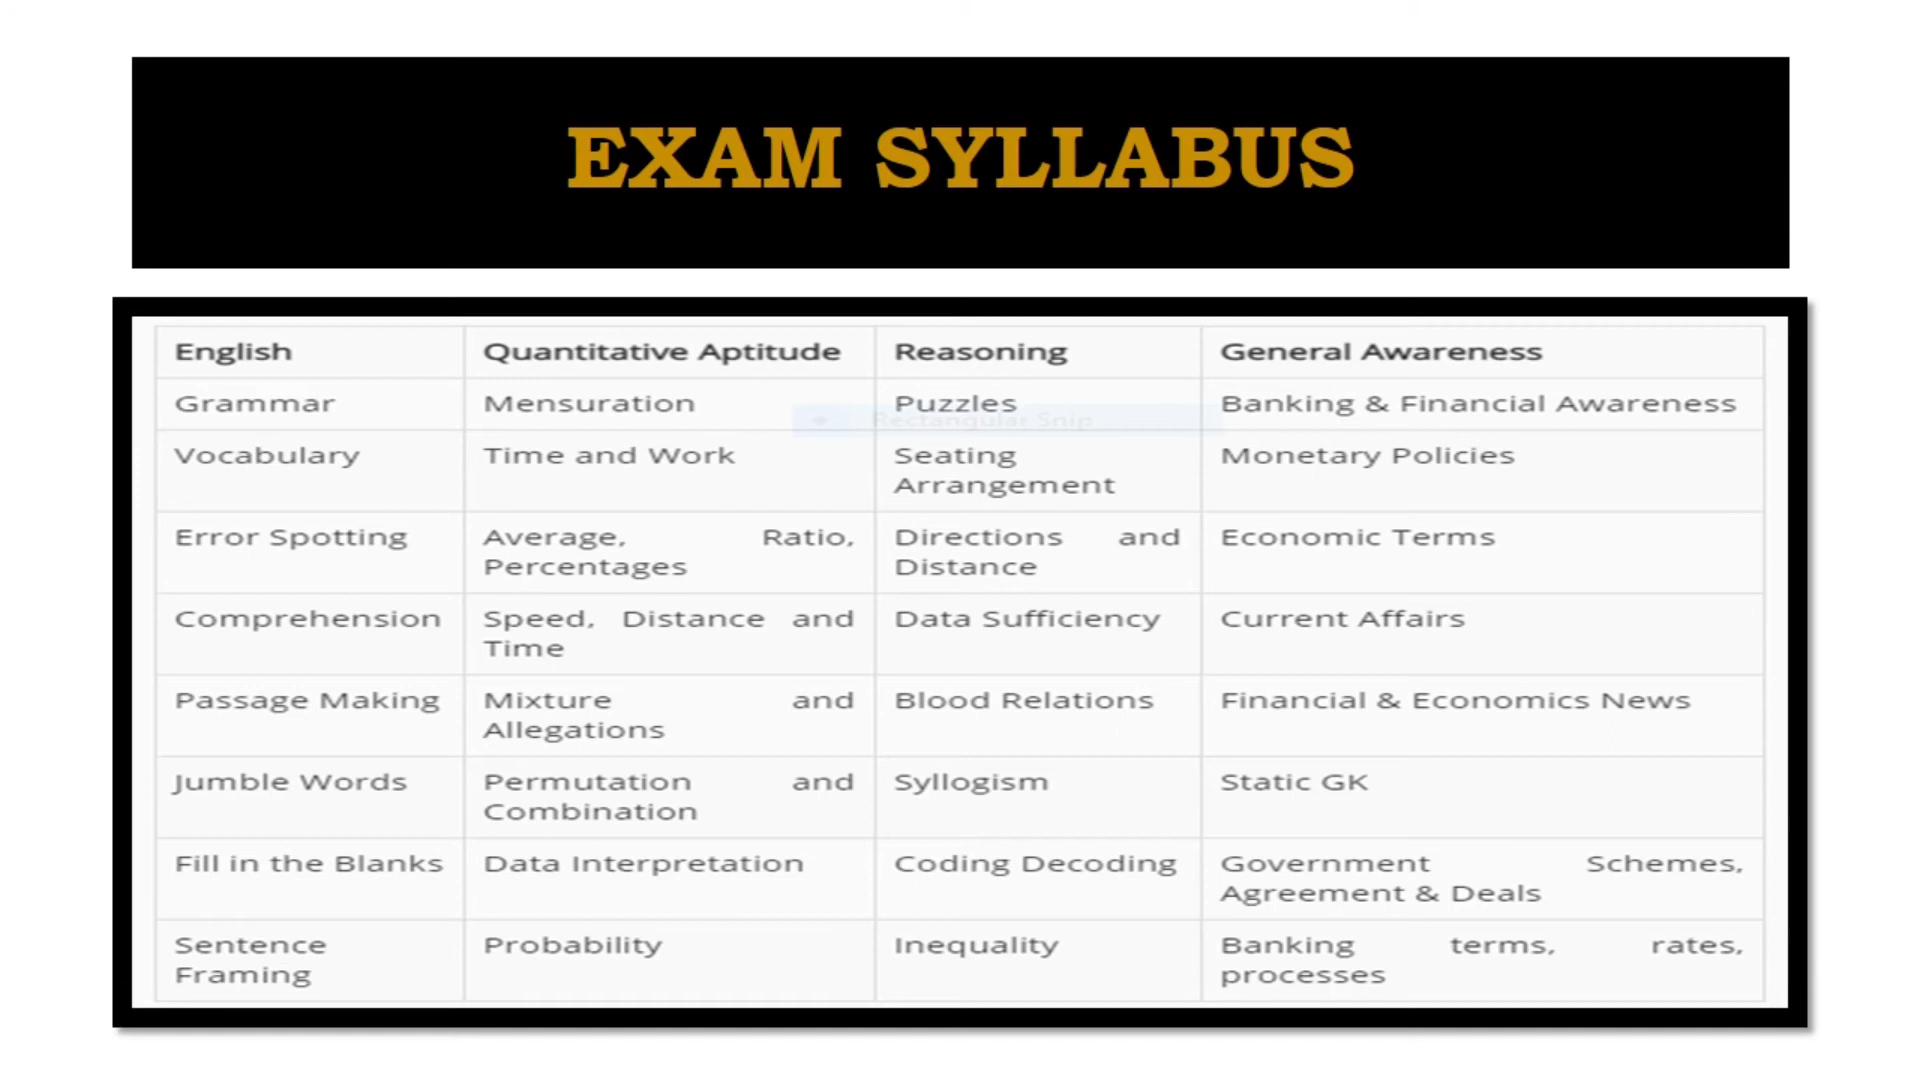 EXAM SYLLABUS
English Quantitative Aptitude Reasoning General Awareness
Grammar Mensuration Puzzles Banking & Financial Awareness
Rectangular Snip
Vocabulary Time and Work Seating Arrangement Monetary Policies
Error Spotting Average, Ratio, Percentages Directions and Distance Economic Terms
Comprehension Speed, Distance and Time Data Sufficiency Current Affairs
Passage Making Mixture and Allegations Blood Relations Financial & Economics News
Jumble Words Permutation and Combination Syllogism Static GK
Fill in the Blanks Data Interpretation Coding Decoding Government Schemes, Agreement & Deals
Sentence Framing Probability Inequality Banking terms, rates, processes